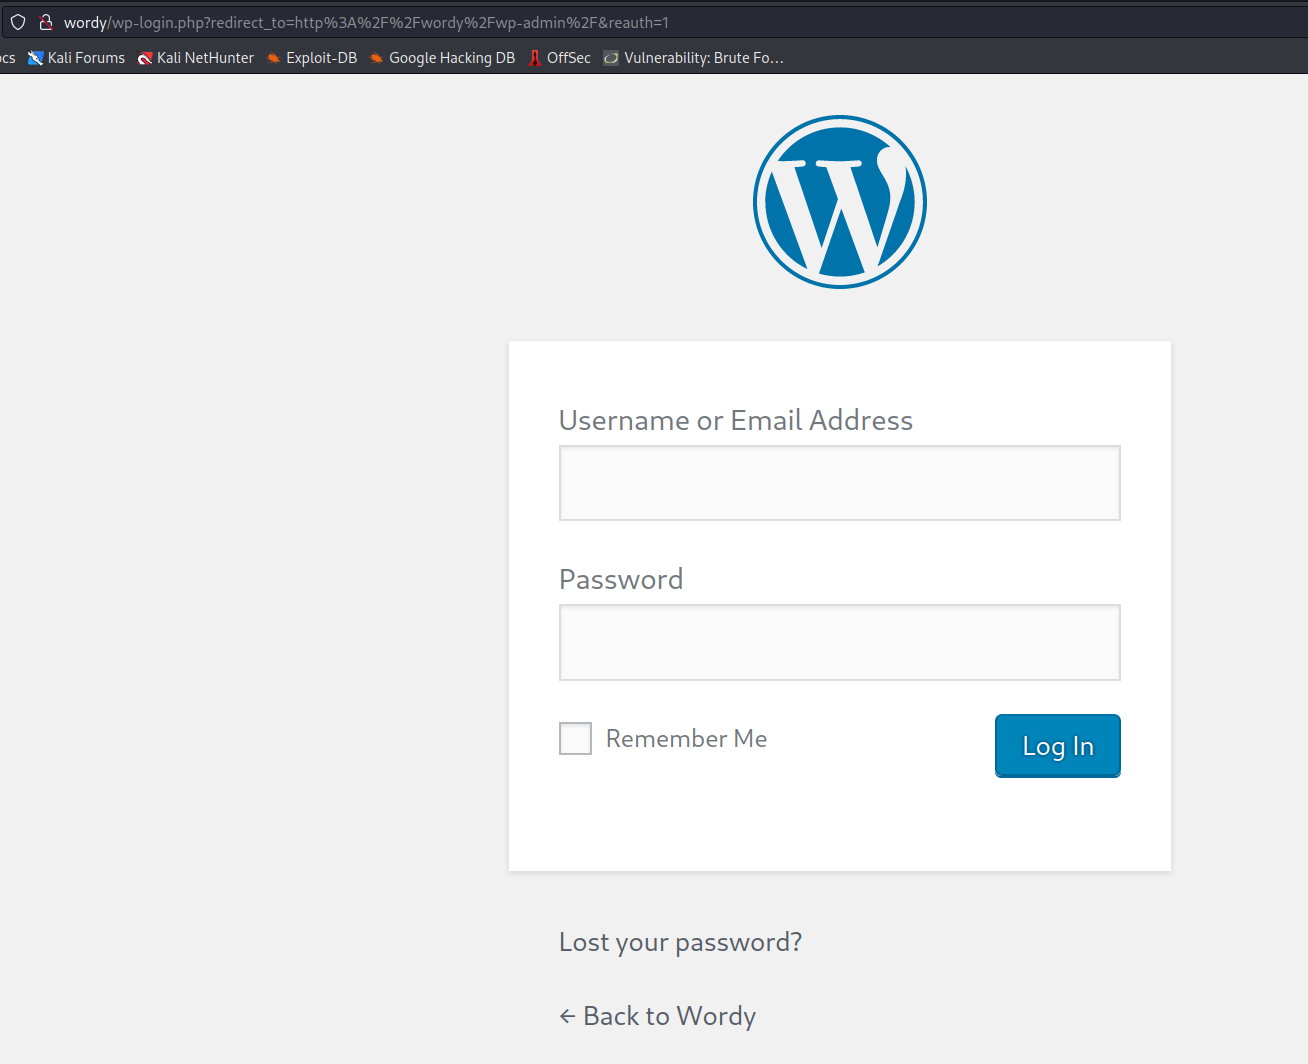 wordy/wp-login.php?redirect_to=http%3A%2F%2Fwordy%2Fwp-admin%2F&reauth=1
ocs Kali Forums Kali NetHunter Exploit-DB Google Hacking DB OffSec Vulnerability: Brute Fo…
Username or Email Address
Password
Remember Me Log In
Lost your password?
← Back to Wordy